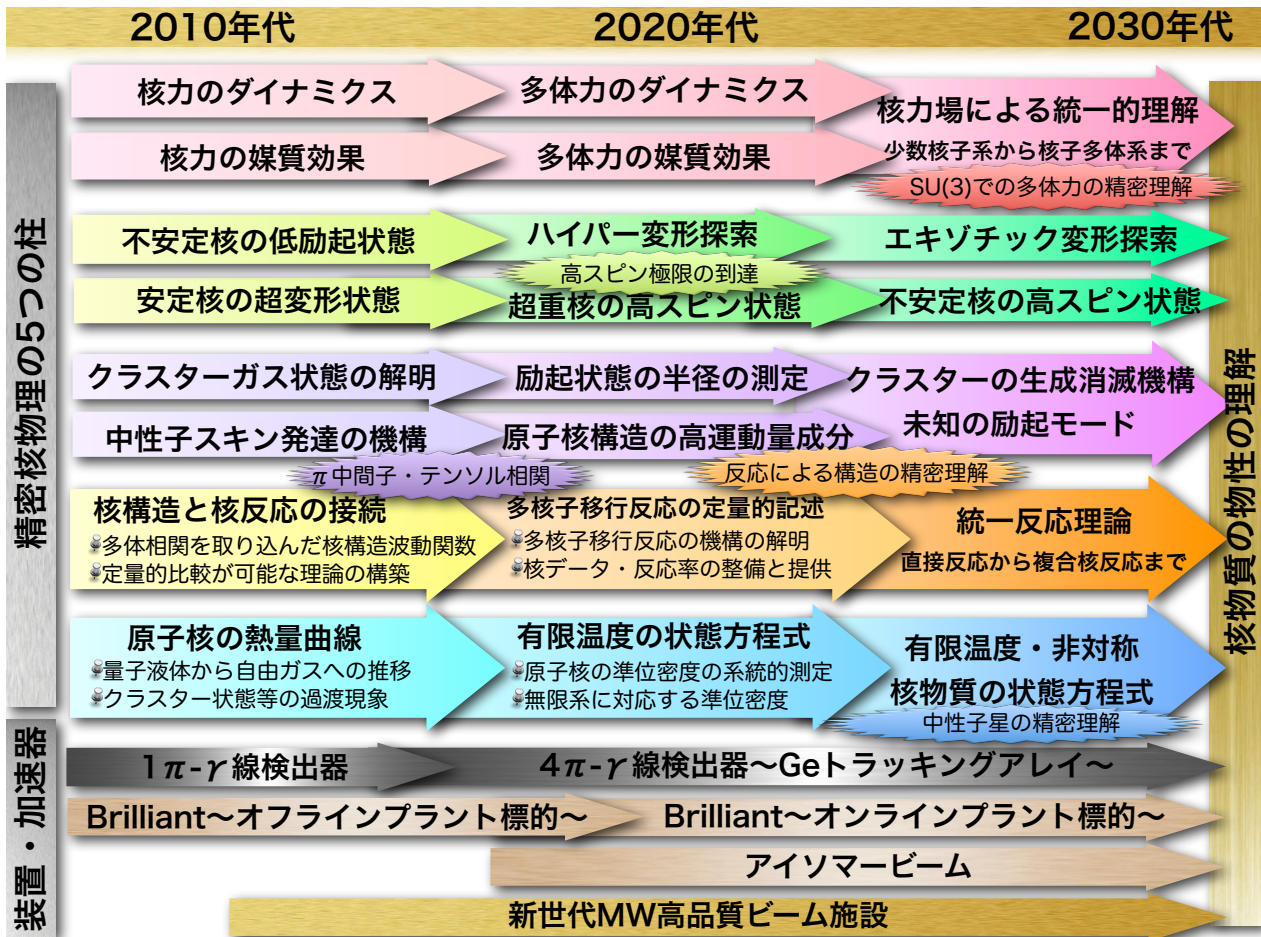 2010年代
2020年代
2030年代
精密核物理の5つの柱
核力のダイナミクス
多体力のダイナミクス
核力場による統一的理解
少数核子系から核子多体系まで
核力の媒質効果
多体力の媒質効果
SU(3)での多体力の精密理解
不安定核の低励起状態
ハイパー変形探索
エキゾチック変形探索
高スピン極限の到達
安定核の超変形状態
超重核の高スピン状態
不安定核の高スピン状態
クラスターガス状態の解明
励起状態の半径の測定
クラスターの生成消滅機構
未知の励起モード
中性子スキン発達の機構
原子核構造の高運動量成分
π中間子・テンソル相関
反応による構造の精密理解
核構造と核反応の接続
多体相関を取り込んだ核構造波動関数
定量的比較が可能な理論の構築
多核子移行反応の定量的記述
多核子移行反応の機構の解明
核データ・反応率の整備と提供
統一反応理論
直接反応から複合核反応まで
原子核の熱量曲線
量子液体から自由ガスへの推移
クラスター状態等の過渡現象
有限温度の状態方程式
原子核の準位密度の系統的測定
無限系に対応する準位密度
有限温度・非対称
核物質の状態方程式
中性子星の精密理解
核物質の物性の理解
装置・加速器
1π-γ線検出器
4π-γ線検出器〜Geトラッキングアレイ〜
Brilliant〜オフラインプラント標的〜
Brilliant〜オンラインプラント標的〜
アイソマービーム
新世代MW高品質ビーム施設